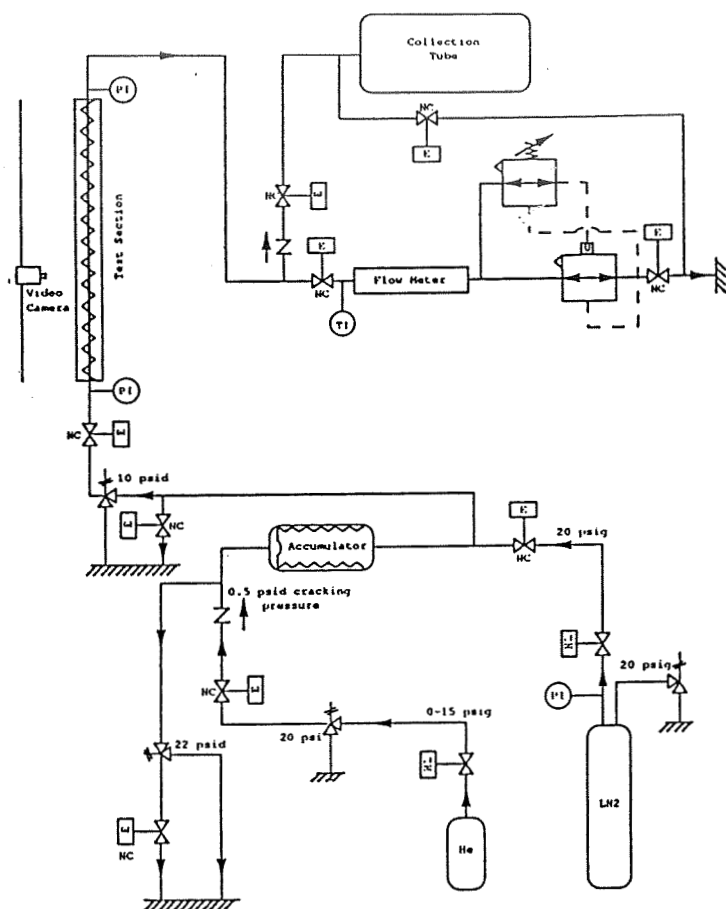 Collection
Tube
PI
NC
E
Test Section
NC
E
E
E
Video
Camera
NC
Flow Meter
NC
TI
PI
NC
E
10 psid
E
NC
E
20 psig
Accumulator
NC
0.5 psid cracking
pressure
20 psig
PI
NC
E
0-15 psig
20 psi
22 psid
LN2
E
He
NC